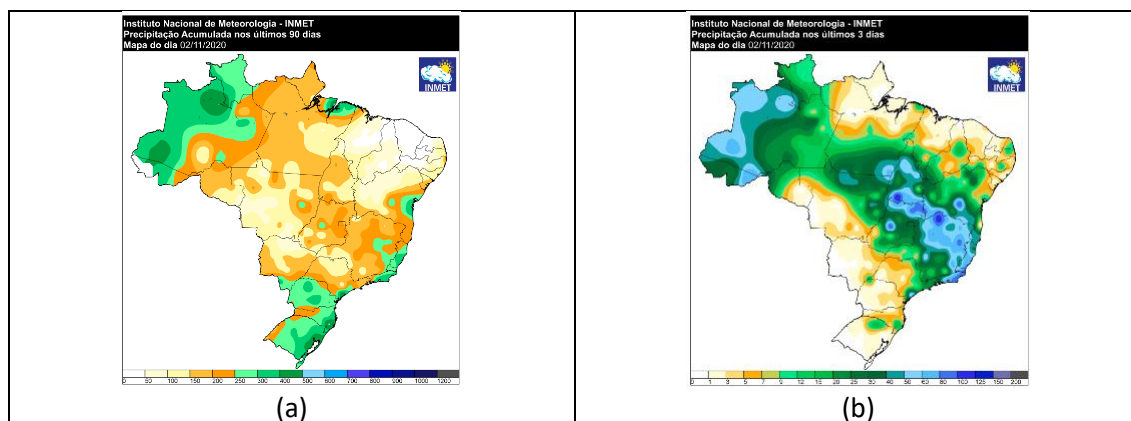 Instituto Nacional de Meteorologia - INMET
Precipitação Acumulada nos últimos 90 dias
Mapa do dia 02/11/2020
INMET
0 50 100 150 200 250 300 400 500 600 700 800 900 1000 1200
(a)
Instituto Nacional de Meteorologia - INMET
Precipitação Acumulada nos últimos 3 dias
Mapa do dia 02/11/2020
INMET
0 1 3 5 7 9 12 15 20 30 40 50 60 80 100 125 150 200
(b)